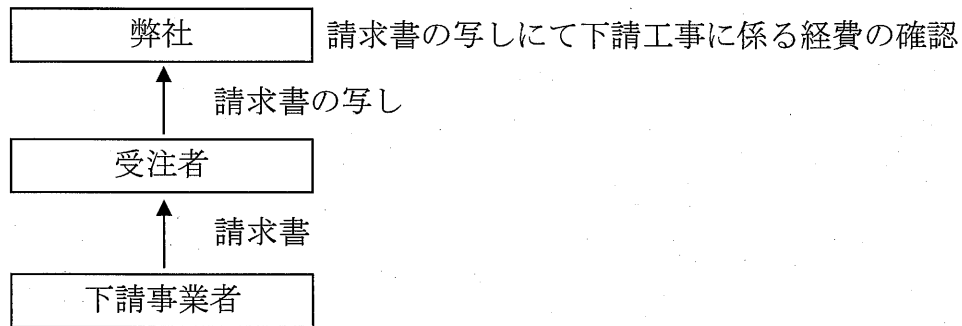 弊社
請求書の写しにて下請工事に係る経費の確認
請求書の写し
受注者
請求書
下請事業者